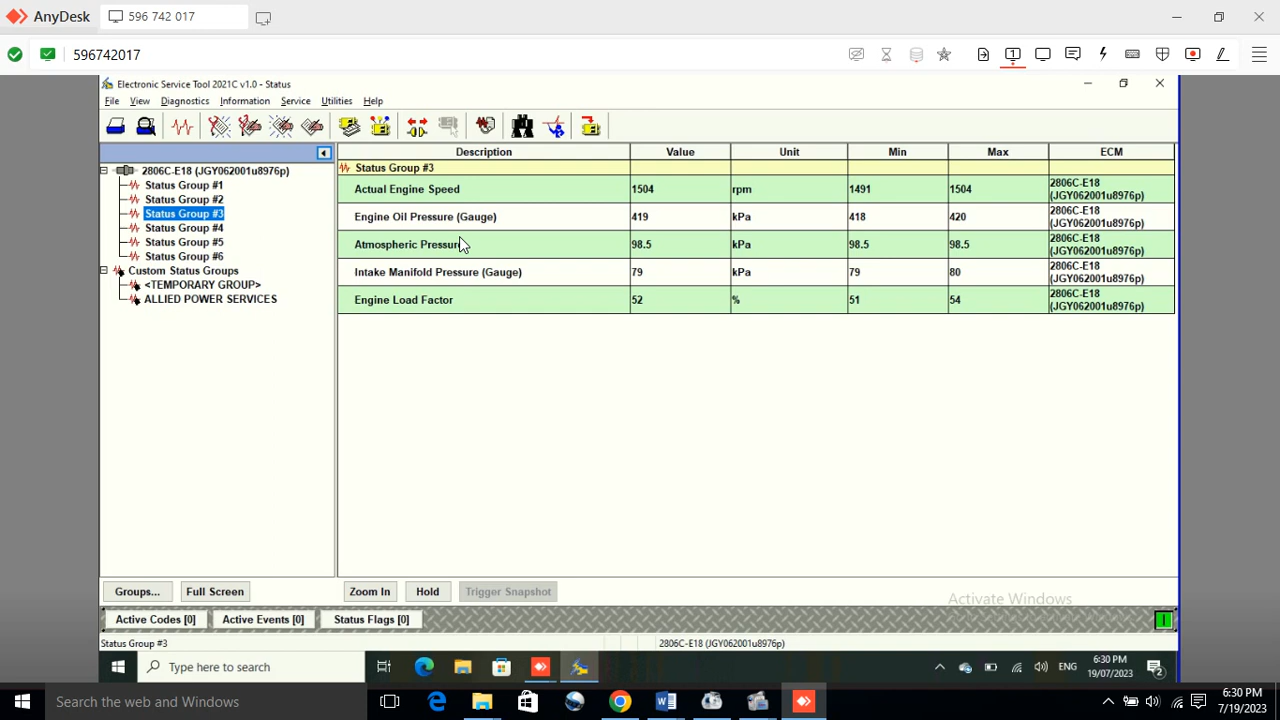 AnyDesk 596 742 017
596742017
Electronic Service Tool 2021C v1.0 - Status
File View Diagnostics Information Service Utilities Help
2806C-E18 (JGY062001u8976p)
Status Group #1
Status Group #2
Status Group #3
Status Group #4
Status Group #5
Status Group #6
Custom Status Groups
<TEMPORARY GROUP>
ALLIED POWER SERVICES
Description Value Unit Min Max ECM
Status Group #3
Actual Engine Speed 1504 rpm 1491 1504 2806C-E18
(JGY062001u8976p)
Engine Oil Pressure (Gauge) 419 kPa 418 420 2806C-E18
(JGY062001u8976p)
Atmospheric Pressure 98.5 kPa 98.5 98.5 2806C-E18
(JGY062001u8976p)
Intake Manifold Pressure (Gauge) 79 kPa 79 80 2806C-E18
(JGY062001u8976p)
Engine Load Factor 52 % 51 54 2806C-E18
(JGY062001u8976p)
Groups... Full Screen Zoom In Hold Trigger Snapshot
Activate Windows
Active Codes [0] Active Events [0] Status Flags [0]
Status Group #3 2806C-E18 (JGY062001u8976p)
Type here to search ENG 6:30 PM
19/07/2023 2
Search the web and Windows 6:30 PM
7/19/2023